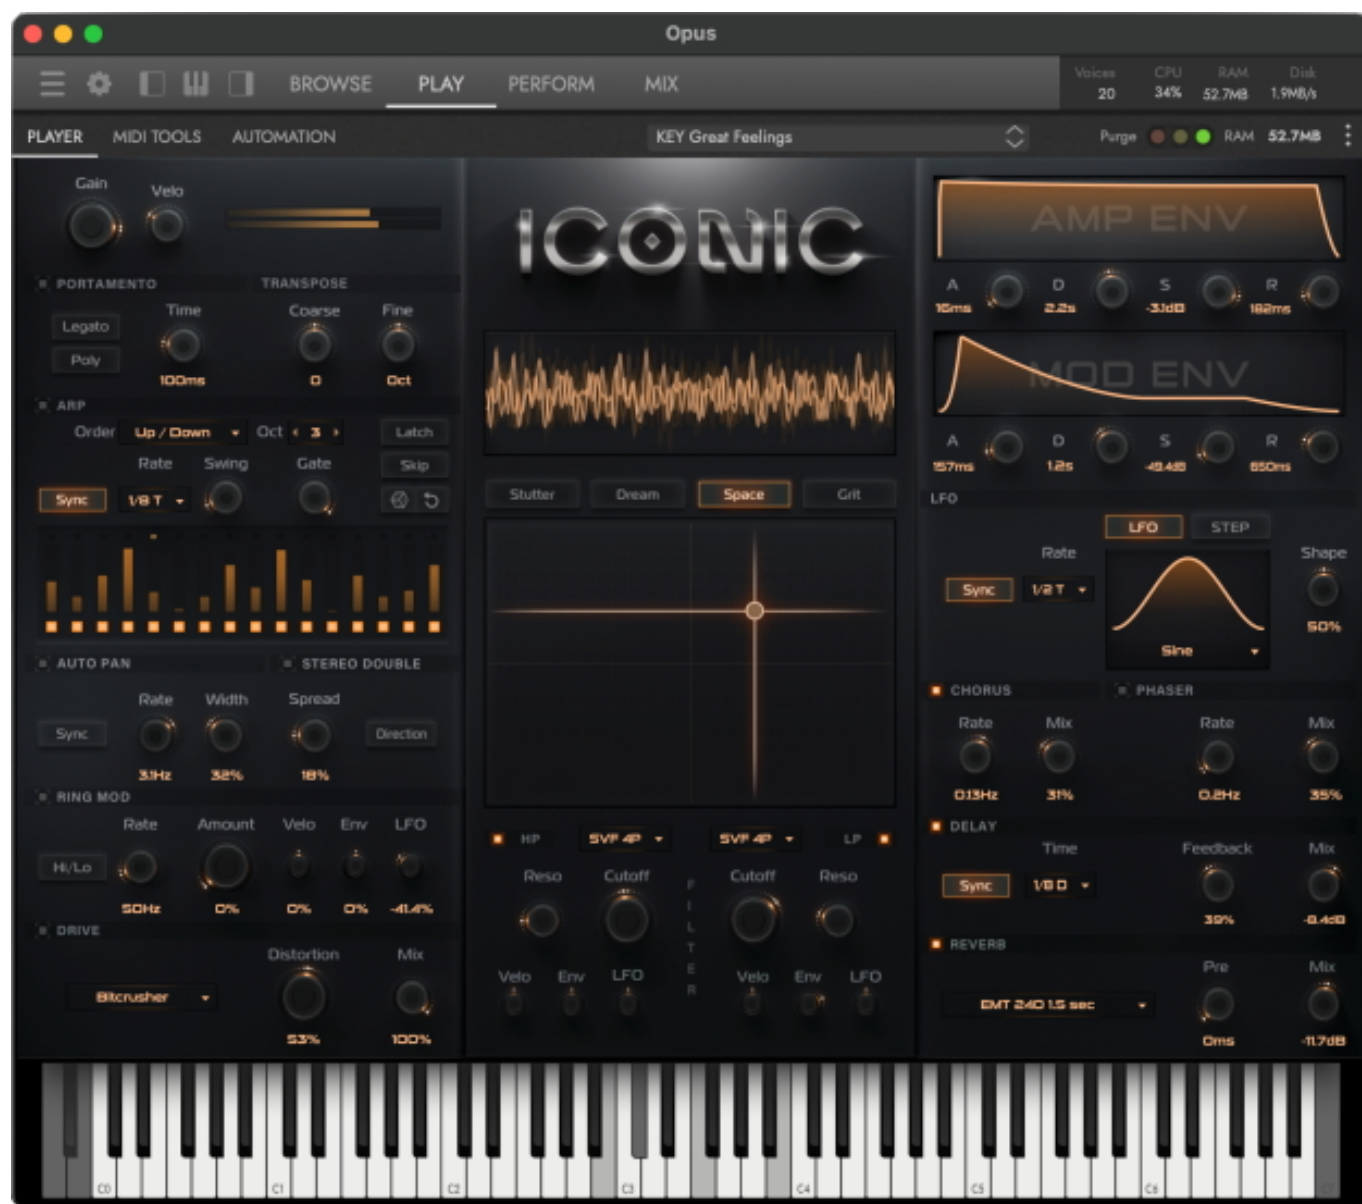 Opus
BROWSE PLAY PERFORM MIX
Voices CPU RAM Disk
20 34% 52.7MB 1.9MB/s
PLAYER MIDI TOOLS AUTOMATION KEY Great Feelings Purge RAM 52.7MB
Gain Velo
ICONIC
AMP ENV
A D S R
16ms 2.2s -3.1dB 182ms
PORTAMENTO TRANSPOSE
Legato Time Coarse Fine
Poly
100ms 0 0ct
MOD ENV
A D S R
157ms 1.2s -49.4dB 650ms
ARP
Order Up / Down Oct 3 Latch
Rate Swing Gate Skip
Sync 1/8 T
Stutter Dream Space Grit
LFO
LFO STEP
Rate Shape
Sync 1/2 T
50%
Sine
AUTO PAN STEREO DOUBLE
Rate Width Spread
Sync Direction
3.1Hz 32% 18%
CHORUS PHASER
Rate Mix Rate Mix
0.13Hz 31% 0.2Hz 35%
RING MOD
Rate Amount Velo Env LFO
Hi/Lo
50Hz 0% 0% 0% -41.4%
HP SVF 4P SVF 4P LP
Reso Cutoff Cutoff Reso
FILTER
Velo Env LFO Velo Env LFO
DELAY
Time Feedback Mix
Sync 1/8 D
39% -8.4dB
DRIVE
Distortion Mix
Bitcrusher
53% 100%
REVERB
Pre Mix
EMT 240 1.5 sec
0ms -11.7dB
C0 C1 C2 C3 C4 C5 C6 C7